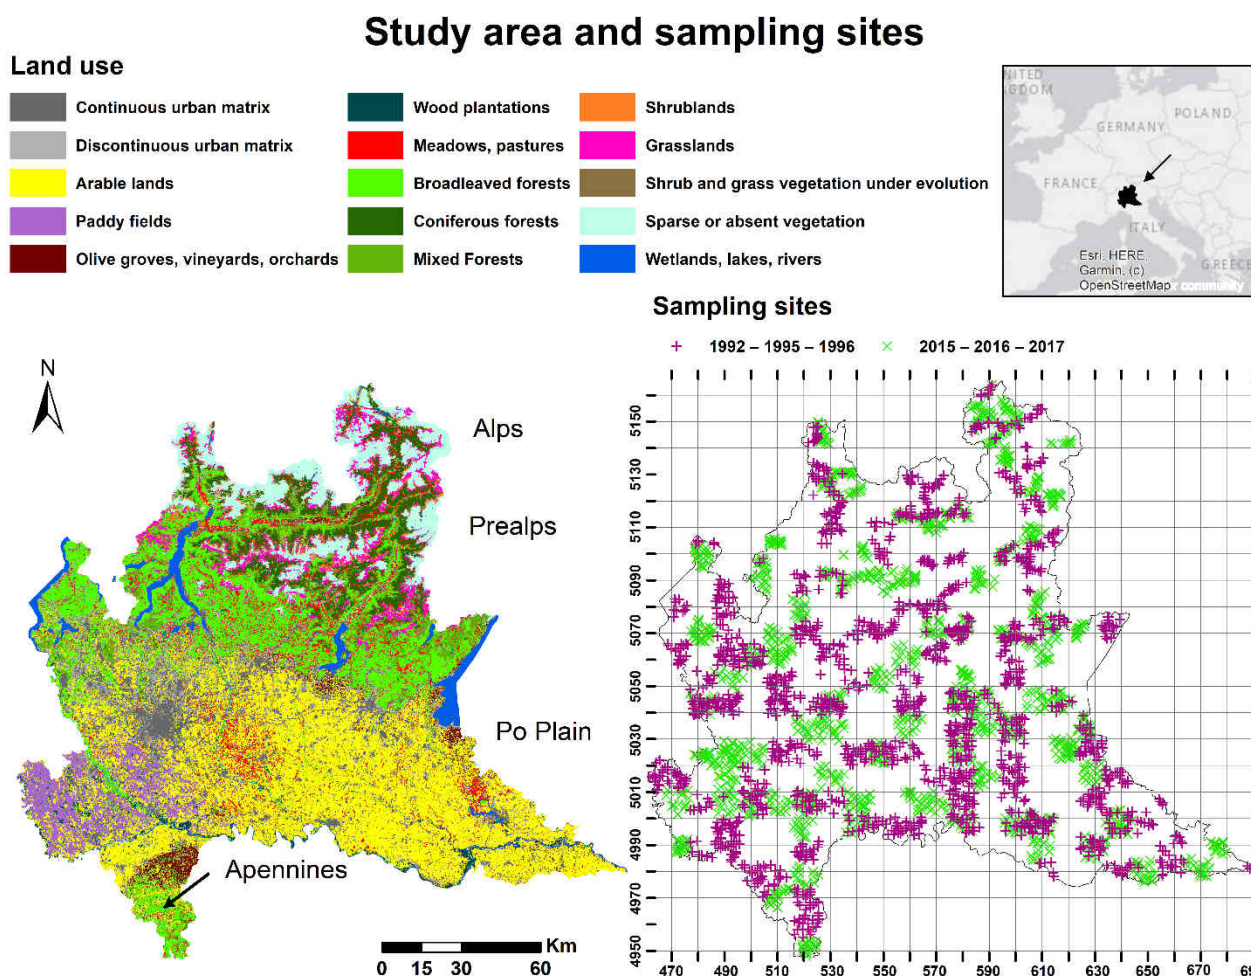 Study area and sampling sites
Land use
Continuous urban matrix
Discontinuous urban matrix
Arable lands
Paddy fields
Olive groves, vineyards, orchards
Wood plantations
Meadows, pastures
Broadleaved forests
Coniferous forests
Mixed Forests
Shrublands
Grasslands
Shrub and grass vegetation under evolution
Sparse or absent vegetation
Wetlands, lakes, rivers
NITED
GDOM
POLAND
GERMANY
FRANCE
ITALY
GREECE
Esri, HERE,
Garmin, (c)
OpenStreetMap
r community
Sampling sites
1992 – 1995 – 1996
2015 – 2016 – 2017
N
Alps
Prealps
Po Plain
Apennines
Km
0 15 30 60
5150
5130
5110
5090
5070
5050
5030
5010
4990
4970
4950
470 490 510 530 550 570 590 610 630 650 670